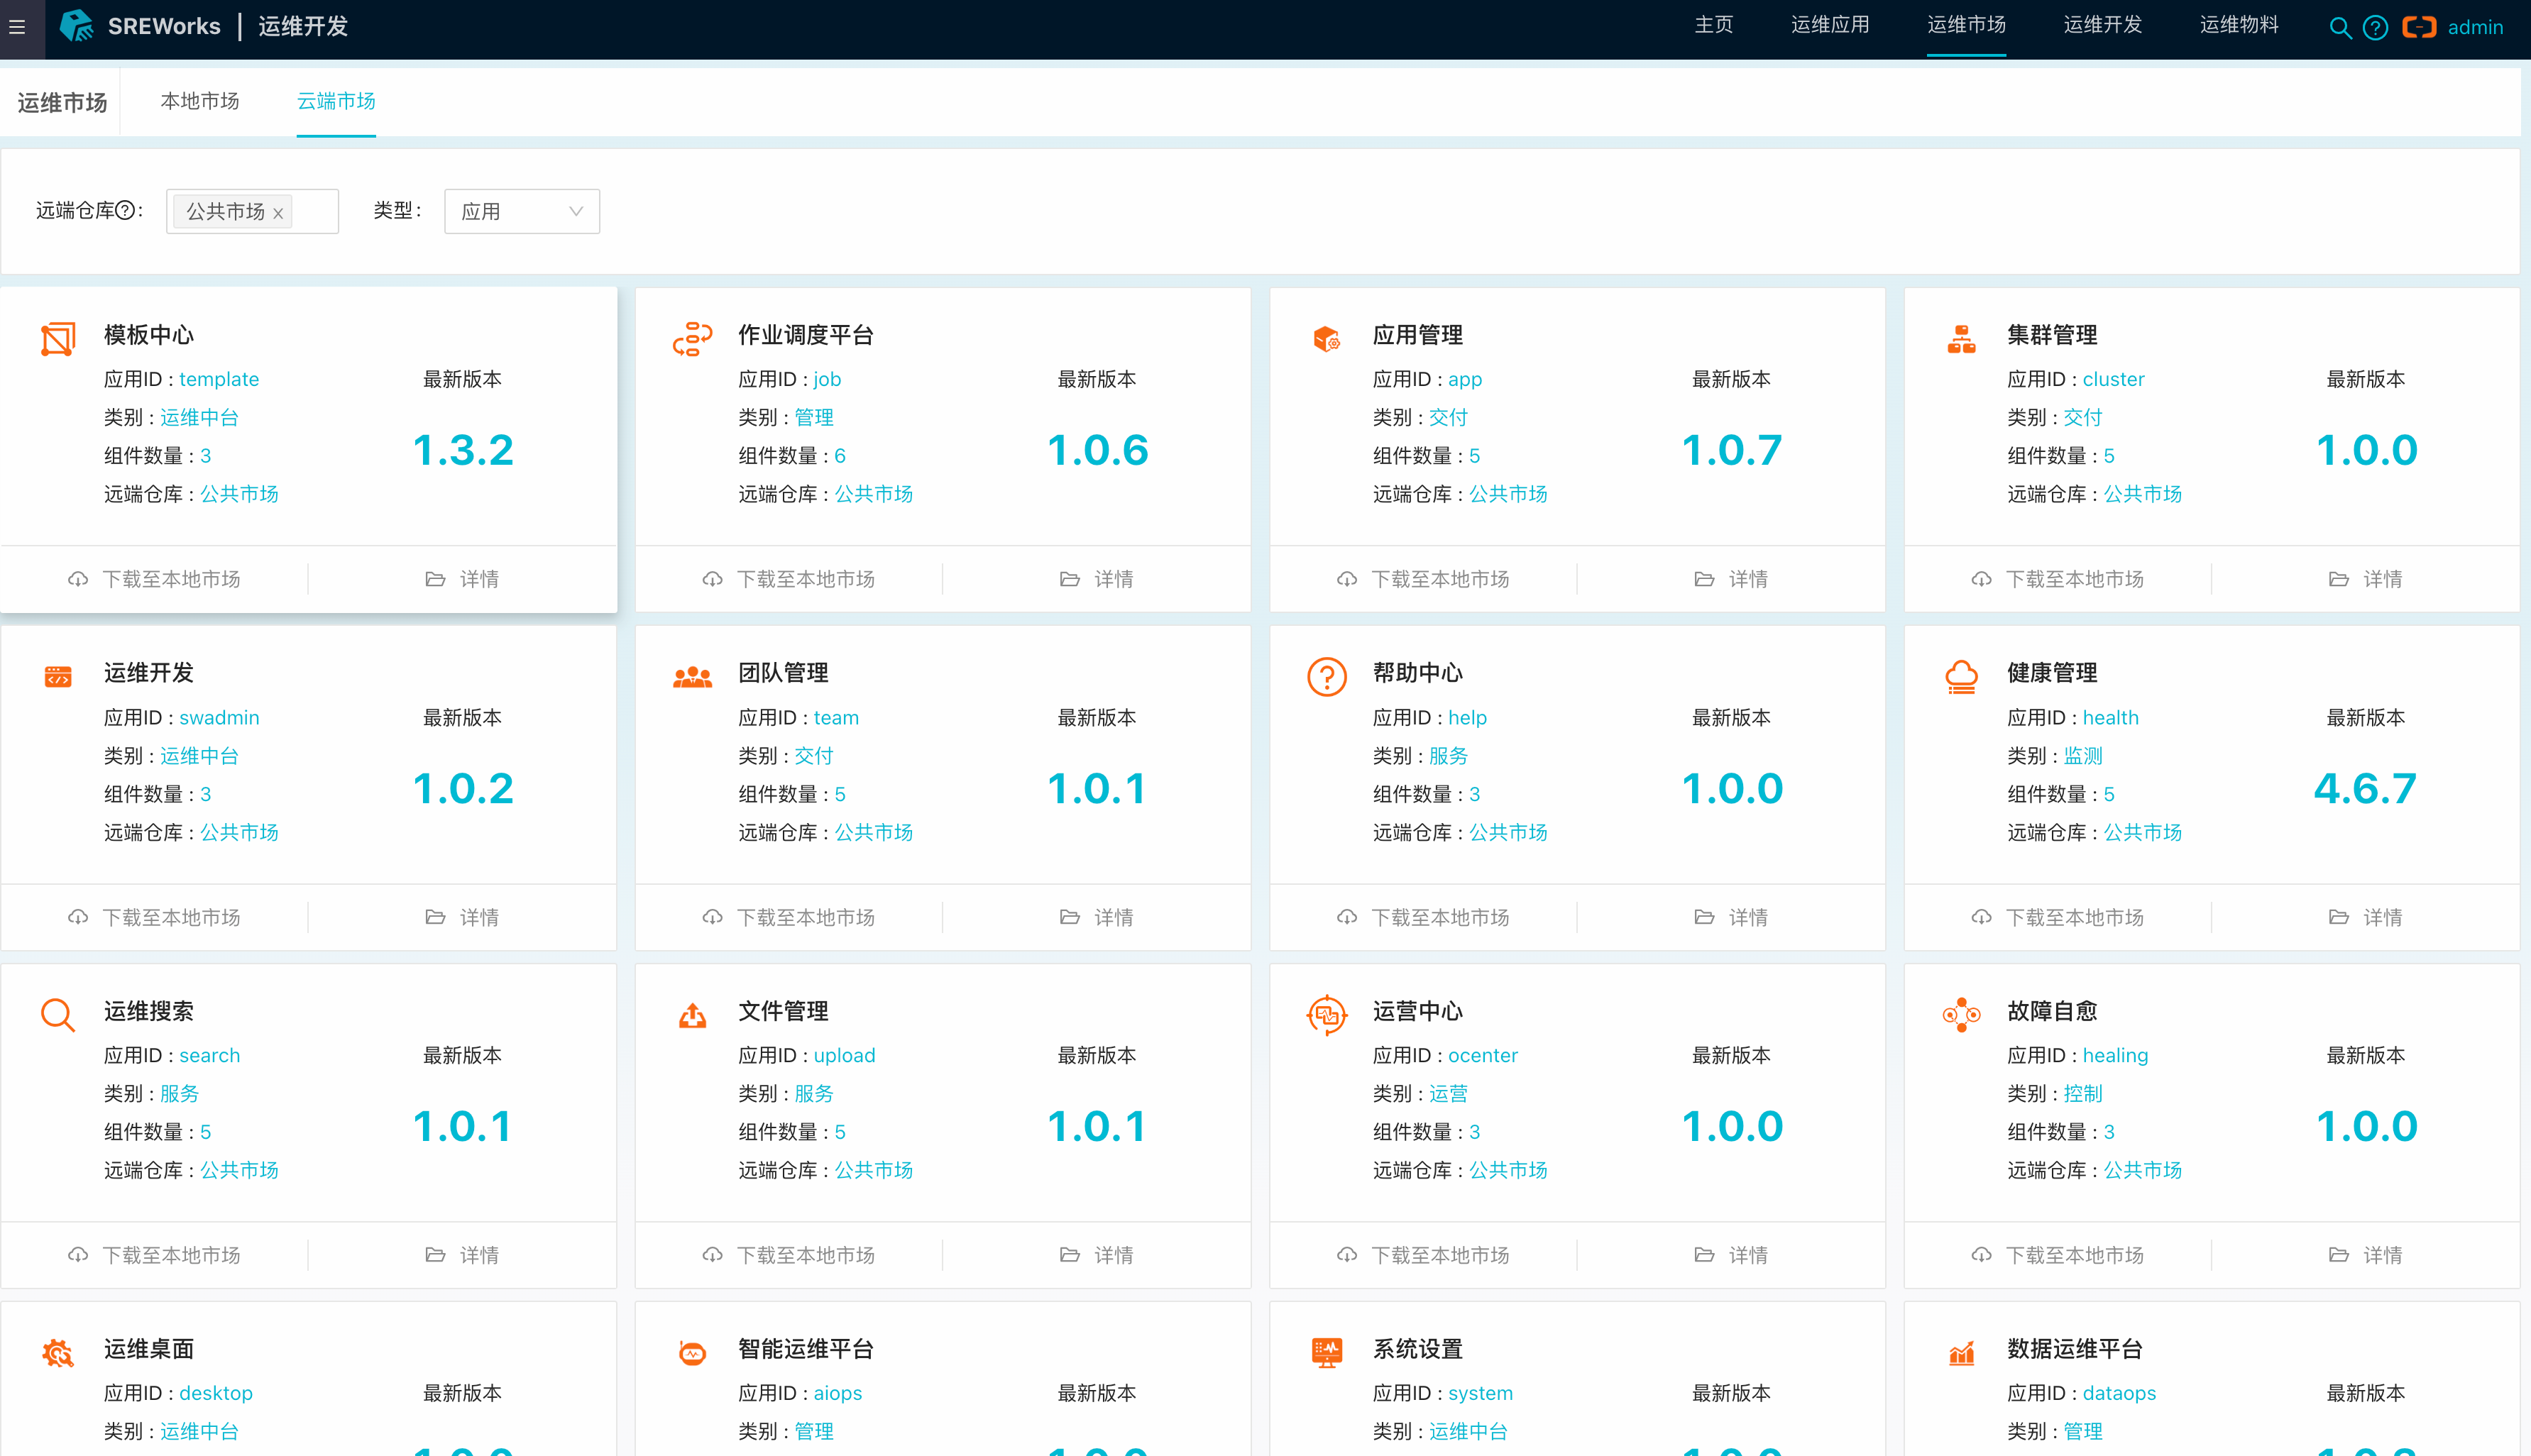 SREWorks | 运维开发
主页 运维应用 运维市场 运维开发 运维物料 admin
运维市场 本地市场 云端市场
远端仓库?: 公共市场 x 类型: 应用
模板中心
应用ID : template 最新版本
类别 : 运维中台
组件数量 : 3 1.3.2
远端仓库 : 公共市场
下载至本地市场 详情
作业调度平台
应用ID : job 最新版本
类别 : 管理
组件数量 : 6 1.0.6
远端仓库 : 公共市场
下载至本地市场 详情
应用管理
应用ID : app 最新版本
类别 : 交付
组件数量 : 5 1.0.7
远端仓库 : 公共市场
下载至本地市场 详情
集群管理
应用ID : cluster 最新版本
类别 : 交付
组件数量 : 5 1.0.0
远端仓库 : 公共市场
下载至本地市场 详情
运维开发
应用ID : swadmin 最新版本
类别 : 运维中台
组件数量 : 3 1.0.2
远端仓库 : 公共市场
下载至本地市场 详情
团队管理
应用ID : team 最新版本
类别 : 交付
组件数量 : 5 1.0.1
远端仓库 : 公共市场
下载至本地市场 详情
帮助中心
应用ID : help 最新版本
类别 : 服务
组件数量 : 3 1.0.0
远端仓库 : 公共市场
下载至本地市场 详情
健康管理
应用ID : health 最新版本
类别 : 监测
组件数量 : 5 4.6.7
远端仓库 : 公共市场
下载至本地市场 详情
运维搜索
应用ID : search 最新版本
类别 : 服务
组件数量 : 5 1.0.1
远端仓库 : 公共市场
下载至本地市场 详情
文件管理
应用ID : upload 最新版本
类别 : 服务
组件数量 : 5 1.0.1
远端仓库 : 公共市场
下载至本地市场 详情
运营中心
应用ID : ocenter 最新版本
类别 : 运营
组件数量 : 3 1.0.0
远端仓库 : 公共市场
下载至本地市场 详情
故障自愈
应用ID : healing 最新版本
类别 : 控制
组件数量 : 3 1.0.0
远端仓库 : 公共市场
下载至本地市场 详情
运维桌面
应用ID : desktop 最新版本
类别 : 运维中台
智能运维平台
应用ID : aiops 最新版本
类别 : 管理
系统设置
应用ID : system 最新版本
类别 : 运维中台
数据运维平台
应用ID : dataops 最新版本
类别 : 管理